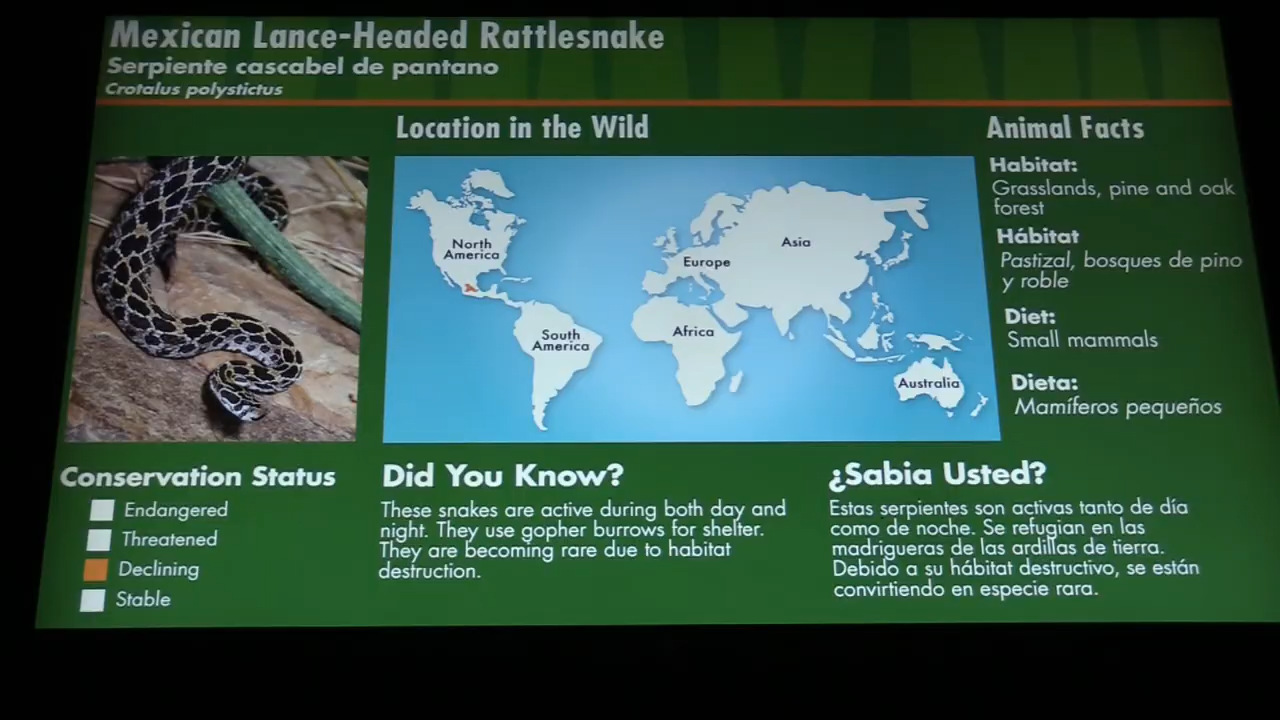 Mexican Lance-Headed Rattlesnake
Serpiente cascabel de pantano
Crotalus polystictus
Location in the Wild
North
America
South
America
Europe
Africa
Asia
Australia
Animal Facts
Habitat:
Grasslands, pine and oak
forest
Hábitat
Pastizal, bosques de pino
y roble
Diet:
Small mammals
Dieta:
Mamíferos pequeños
Conservation Status
Endangered
Threatened
Declining
Stable
Did You Know?
These snakes are active during both day and
night. They use gopher burrows for shelter.
They are becoming rare due to habitat
destruction.
¿Sabia Usted?
Estas serpientes son activas tanto de día
como de noche. Se refugian en las
madrigueras de las ardillas de tierra.
Debido a su hábitat destructivo, se están
convirtiendo en especie rara.